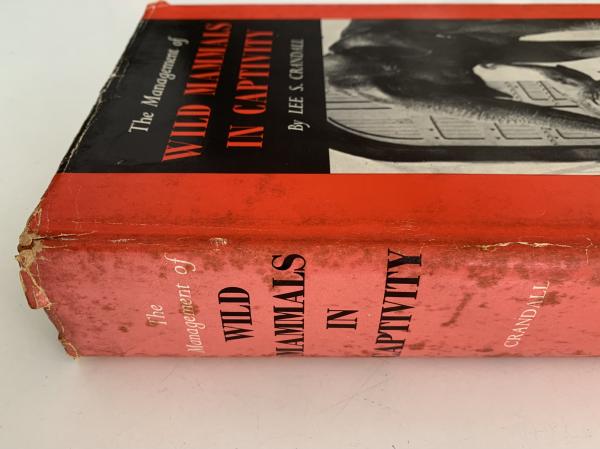 The Management of
WILD MAMMALS
IN CAPTIVITY
By LEE S. CRANDALL
The
Management of
WILD
MAMMALS
IN
CAPTIVITY
CRANDALL